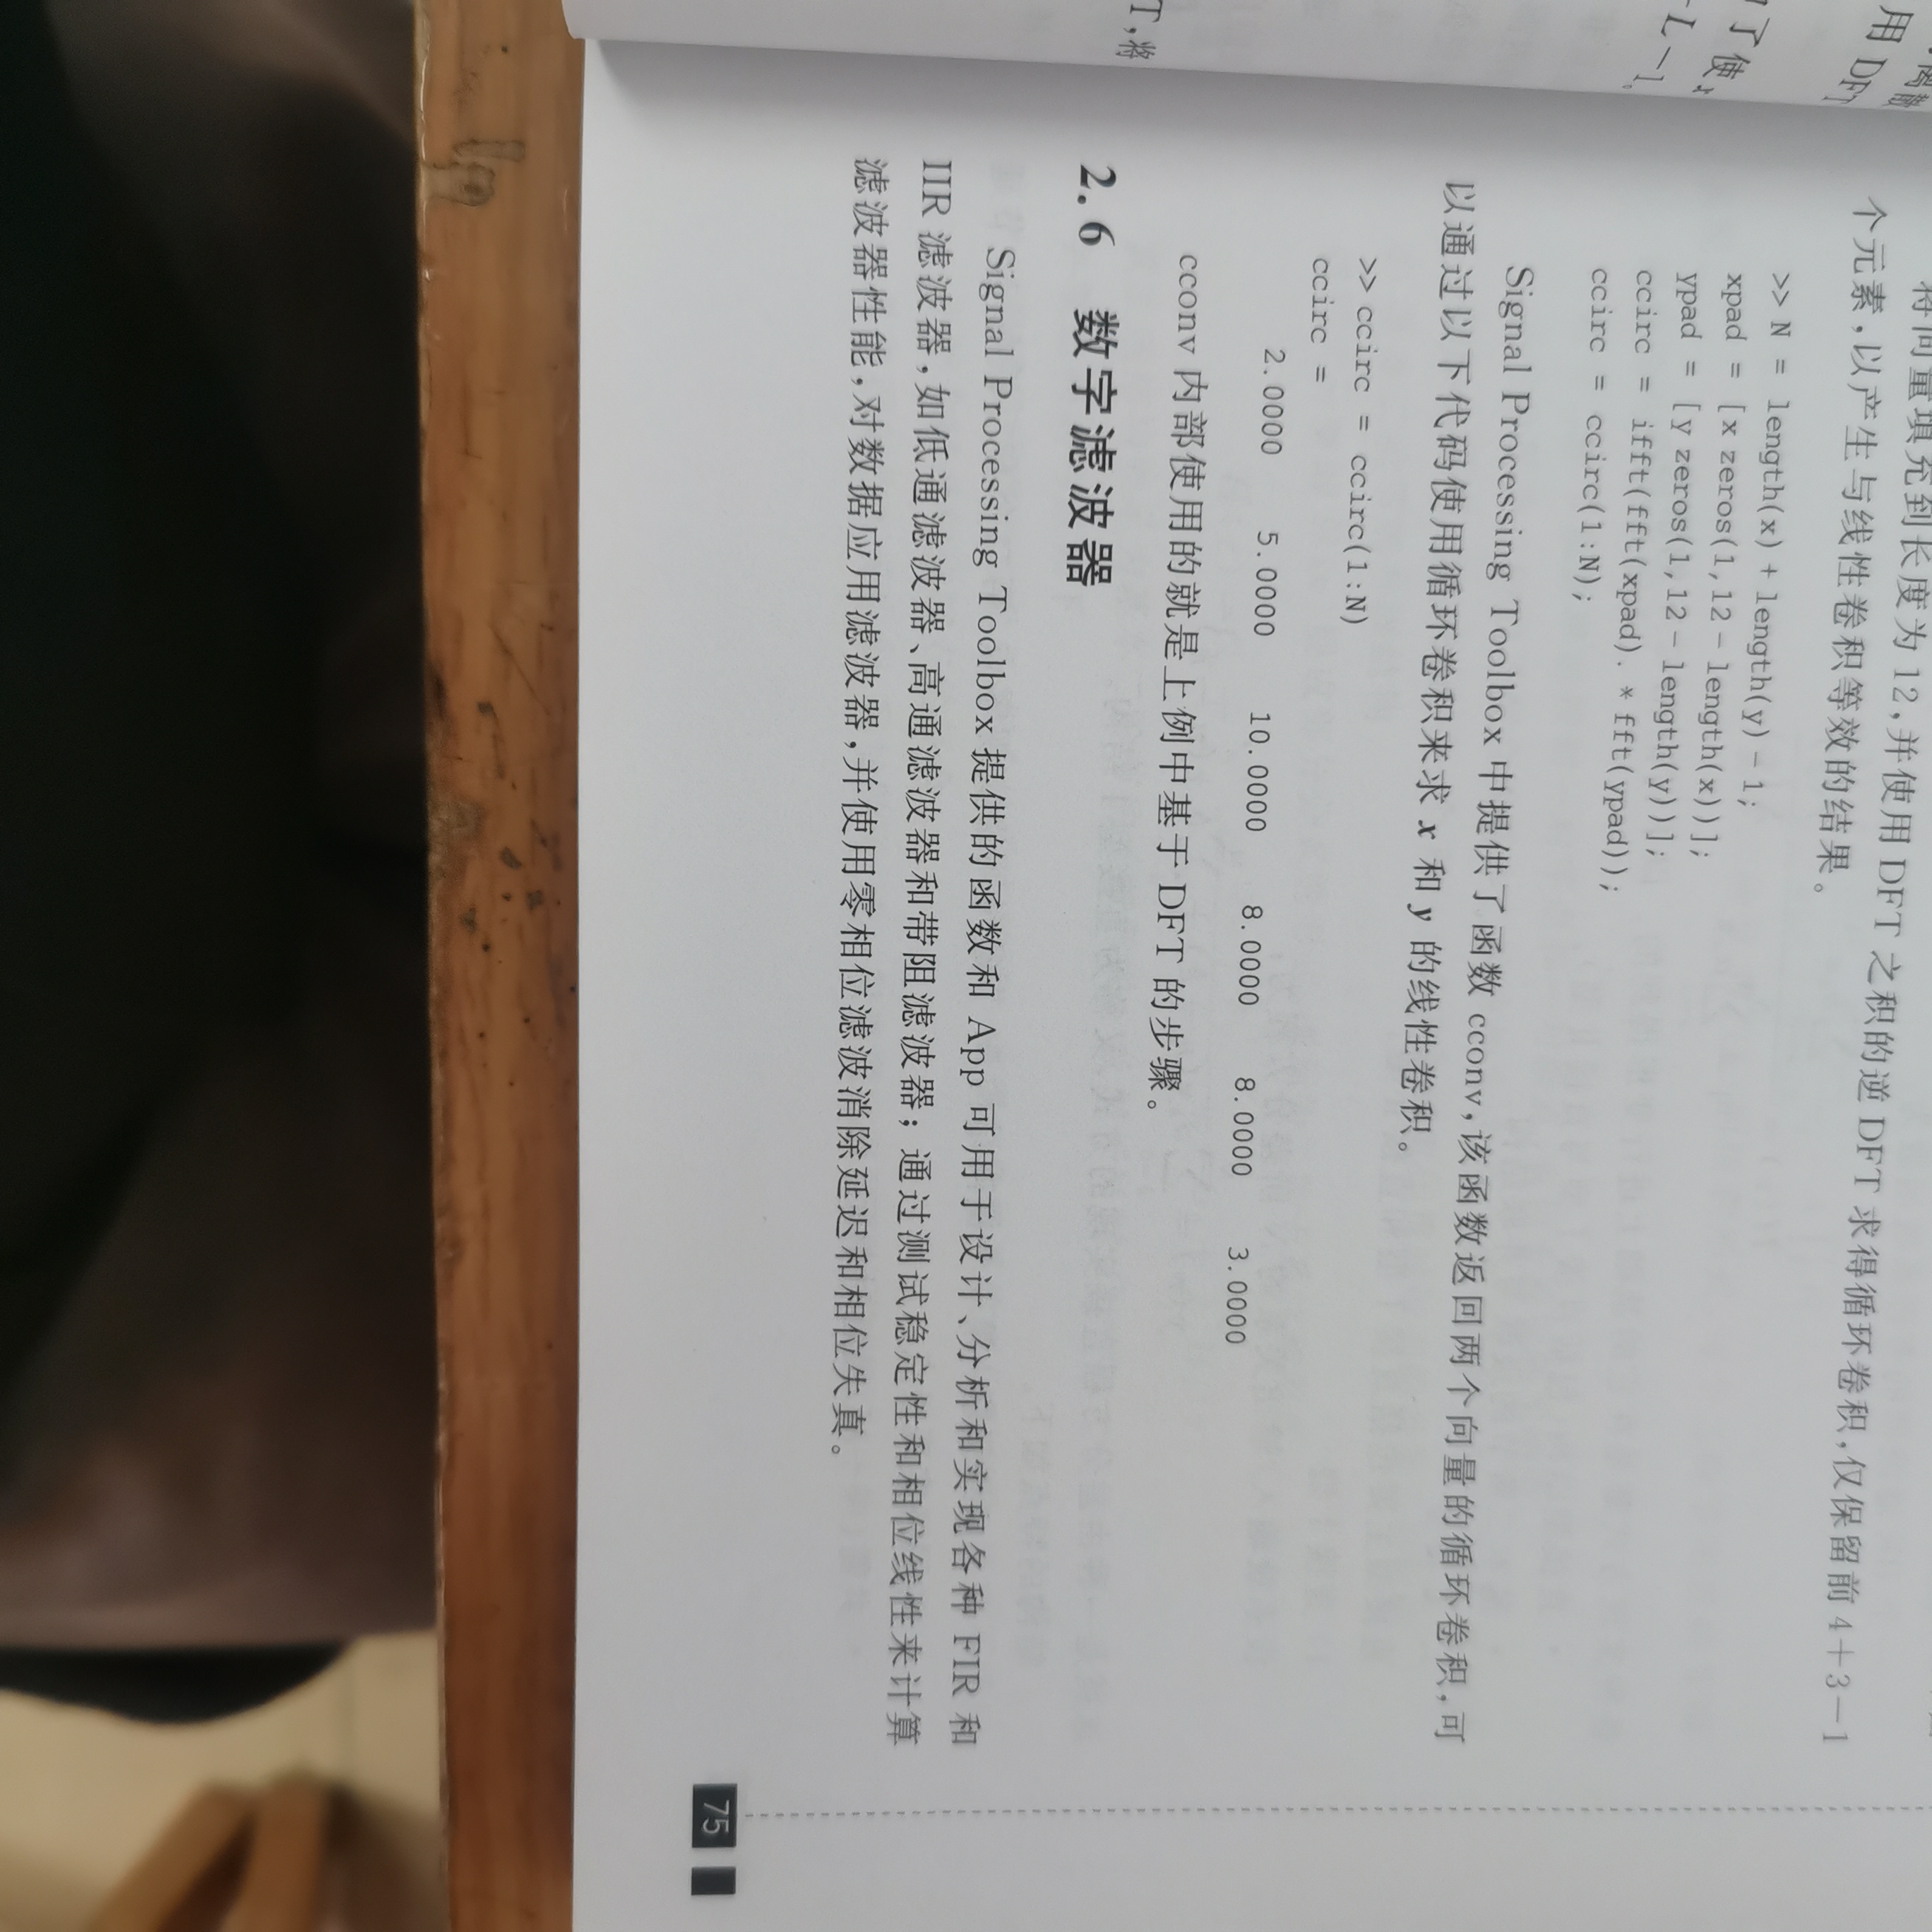 离散
用 DFT
了使 x
-L-1。
T,将
将向量填充到长度为 12,并使用 DFT 之积的逆 DFT 求得循环卷积,仅保留前 4+3-1
个元素,以产生与线性卷积等效的结果。
>> N = length(x) + length(y) - 1;
xpad = [x zeros(1,12 - length(x))];
ypad = [y zeros(1,12 - length(y))];
ccirc = ifft(fft(xpad). * fft(ypad));
ccirc = ccirc(1:N);
Signal Processing Toolbox 中提供了函数 cconv,该函数返回两个向量的循环卷积,可
以通过以下代码使用循环卷积来求 x 和 y 的线性卷积。
>> ccirc = ccirc(1:N)
ccirc =
2.0000 5.0000 10.0000 8.0000 8.0000 3.0000
cconv 内部使用的就是上例中基于 DFT 的步骤。
2.6 数字滤波器
Signal Processing Toolbox 提供的函数和 App 可用于设计、分析和实现各种 FIR 和
IIR 滤波器,如低通滤波器、高通滤波器和带阻滤波器；通过测试稳定性和相位线性来计算
滤波器性能,对数据应用滤波器,并使用零相位滤波消除延迟和相位失真。
75